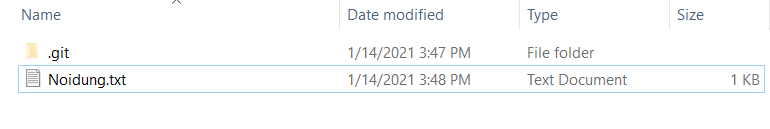 Name Date modified Type Size
.git 1/14/2021 3:47 PM File folder
Noidung.txt 1/14/2021 3:48 PM Text Document 1 KB